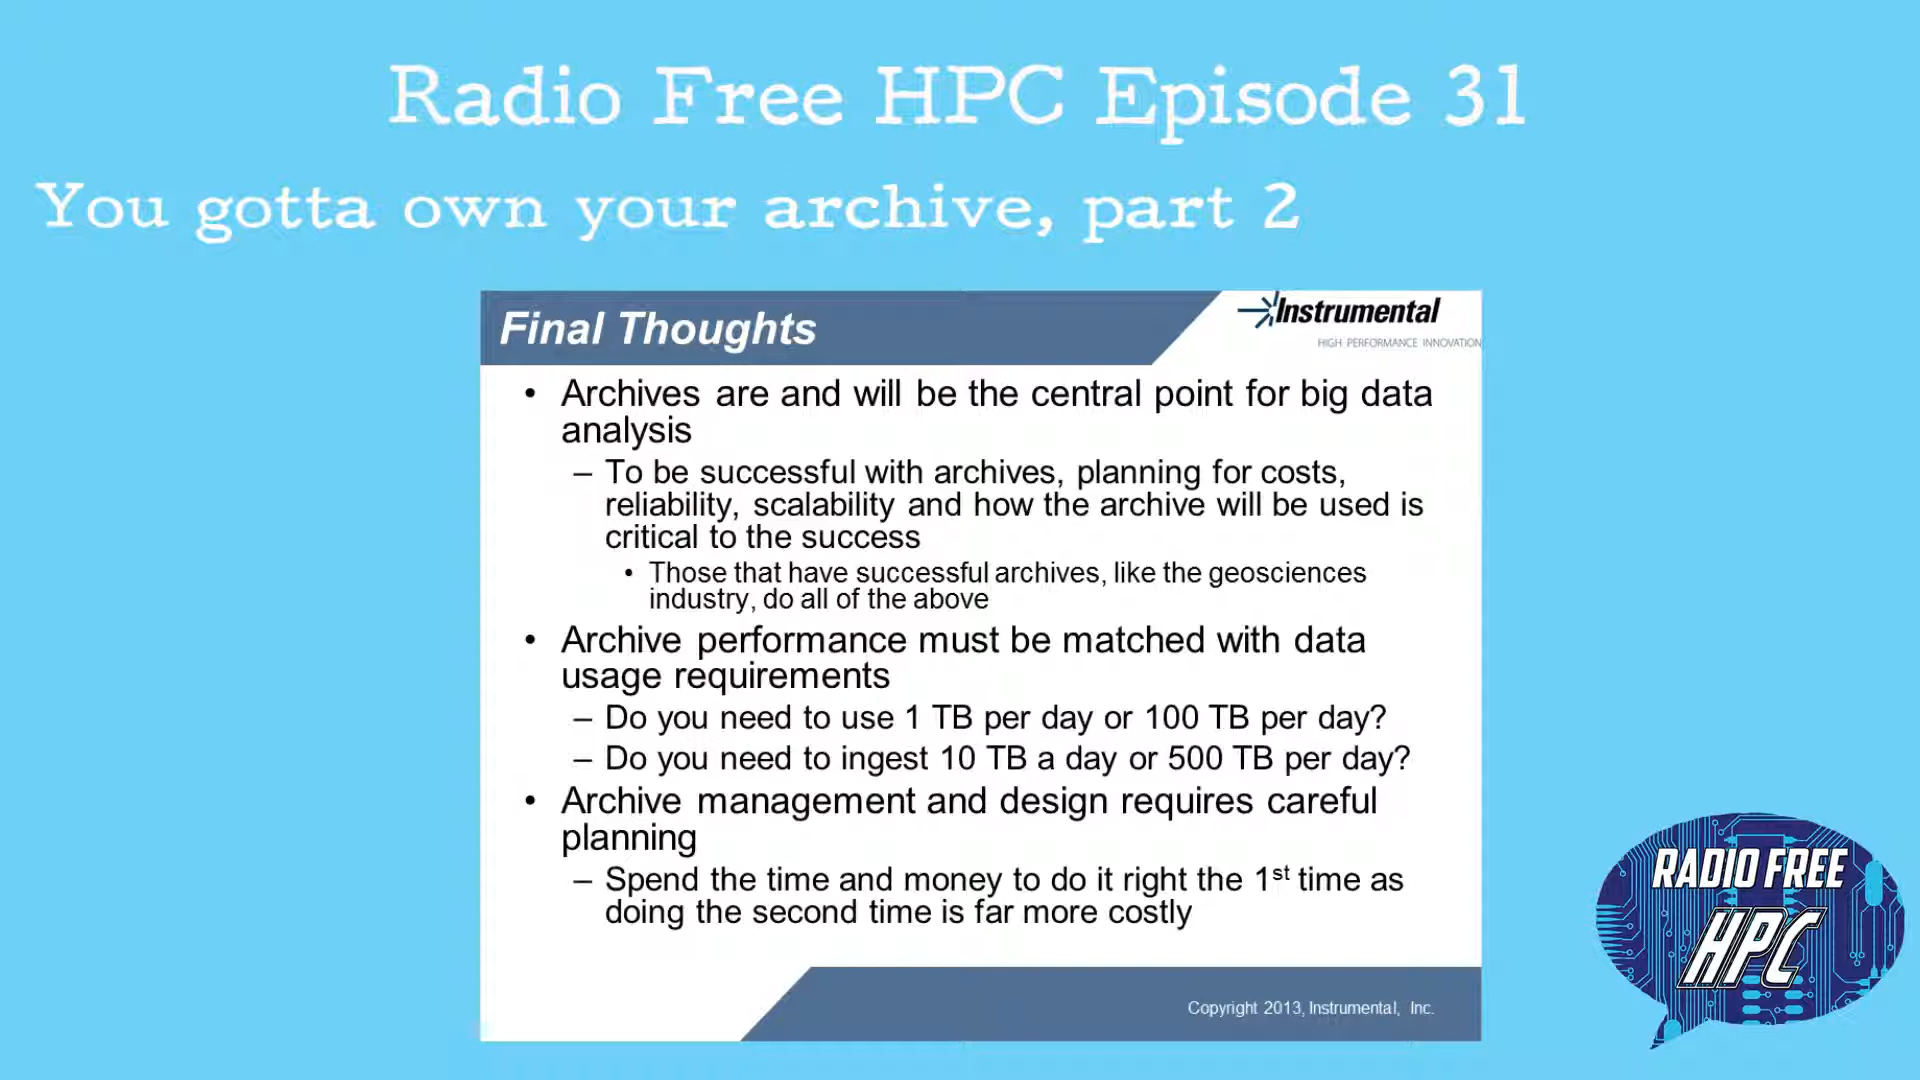 Radio Free HPC Episode 31
You gotta own your archive, part 2
Final Thoughts
Instrumental
HIGH PERFORMANCE INNOVATION
• Archives are and will be the central point for big data
analysis
– To be successful with archives, planning for costs,
reliability, scalability and how the archive will be used is
critical to the success
• Those that have successful archives, like the geosciences
industry, do all of the above
• Archive performance must be matched with data
usage requirements
– Do you need to use 1 TB per day or 100 TB per day?
– Do you need to ingest 10 TB a day or 500 TB per day?
• Archive management and design requires careful
planning
– Spend the time and money to do it right the 1st time as
doing the second time is far more costly
Copyright 2013, Instrumental, Inc.
RADIO FREE
HPC